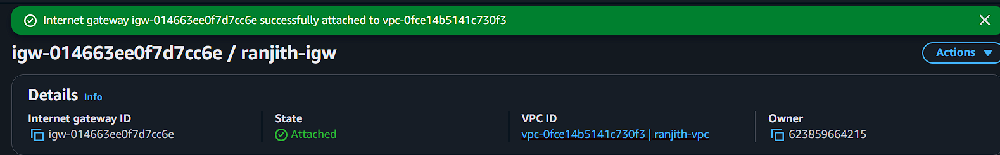 Internet gateway igw-014663ee0f7d7cc6e successfully attached to vpc-0fce14b5141c730f3
igw-014663ee0f7d7cc6e / ranjith-igw
Actions
Details Info
Internet gateway ID
igw-014663ee0f7d7cc6e
State
Attached
VPC ID
vpc-0fce14b5141c730f3 | ranjith-vpc
Owner
623859664215